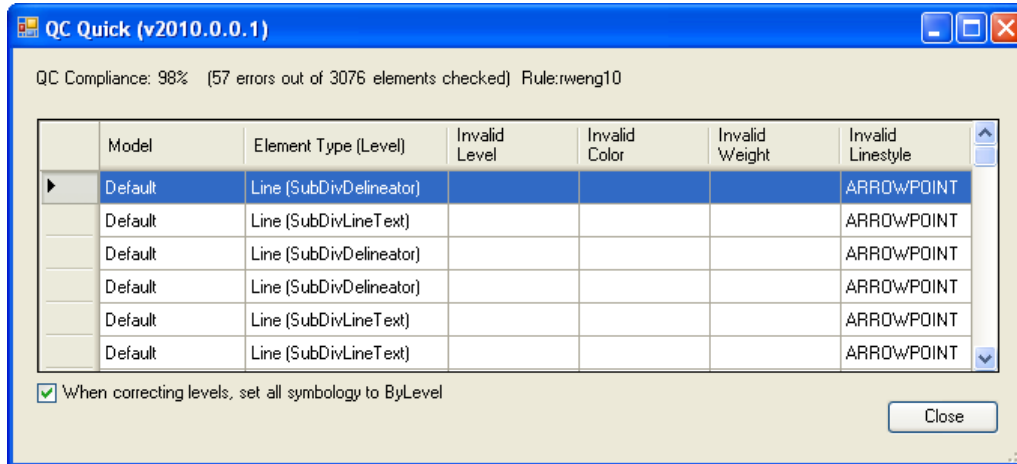 QC Quick (v2010.0.0.1)
QC Compliance: 98% (57 errors out of 3076 elements checked) Rule:rweng10
Model Element Type (Level) Invalid Level Invalid Color Invalid Weight Invalid Linestyle
Default Line (SubDivDelineator) ARROWPOINT
Default Line (SubDivLineText) ARROWPOINT
Default Line (SubDivDelineator) ARROWPOINT
Default Line (SubDivDelineator) ARROWPOINT
Default Line (SubDivLineText) ARROWPOINT
Default Line (SubDivLineText) ARROWPOINT
When correcting levels, set all symbology to ByLevel
Close